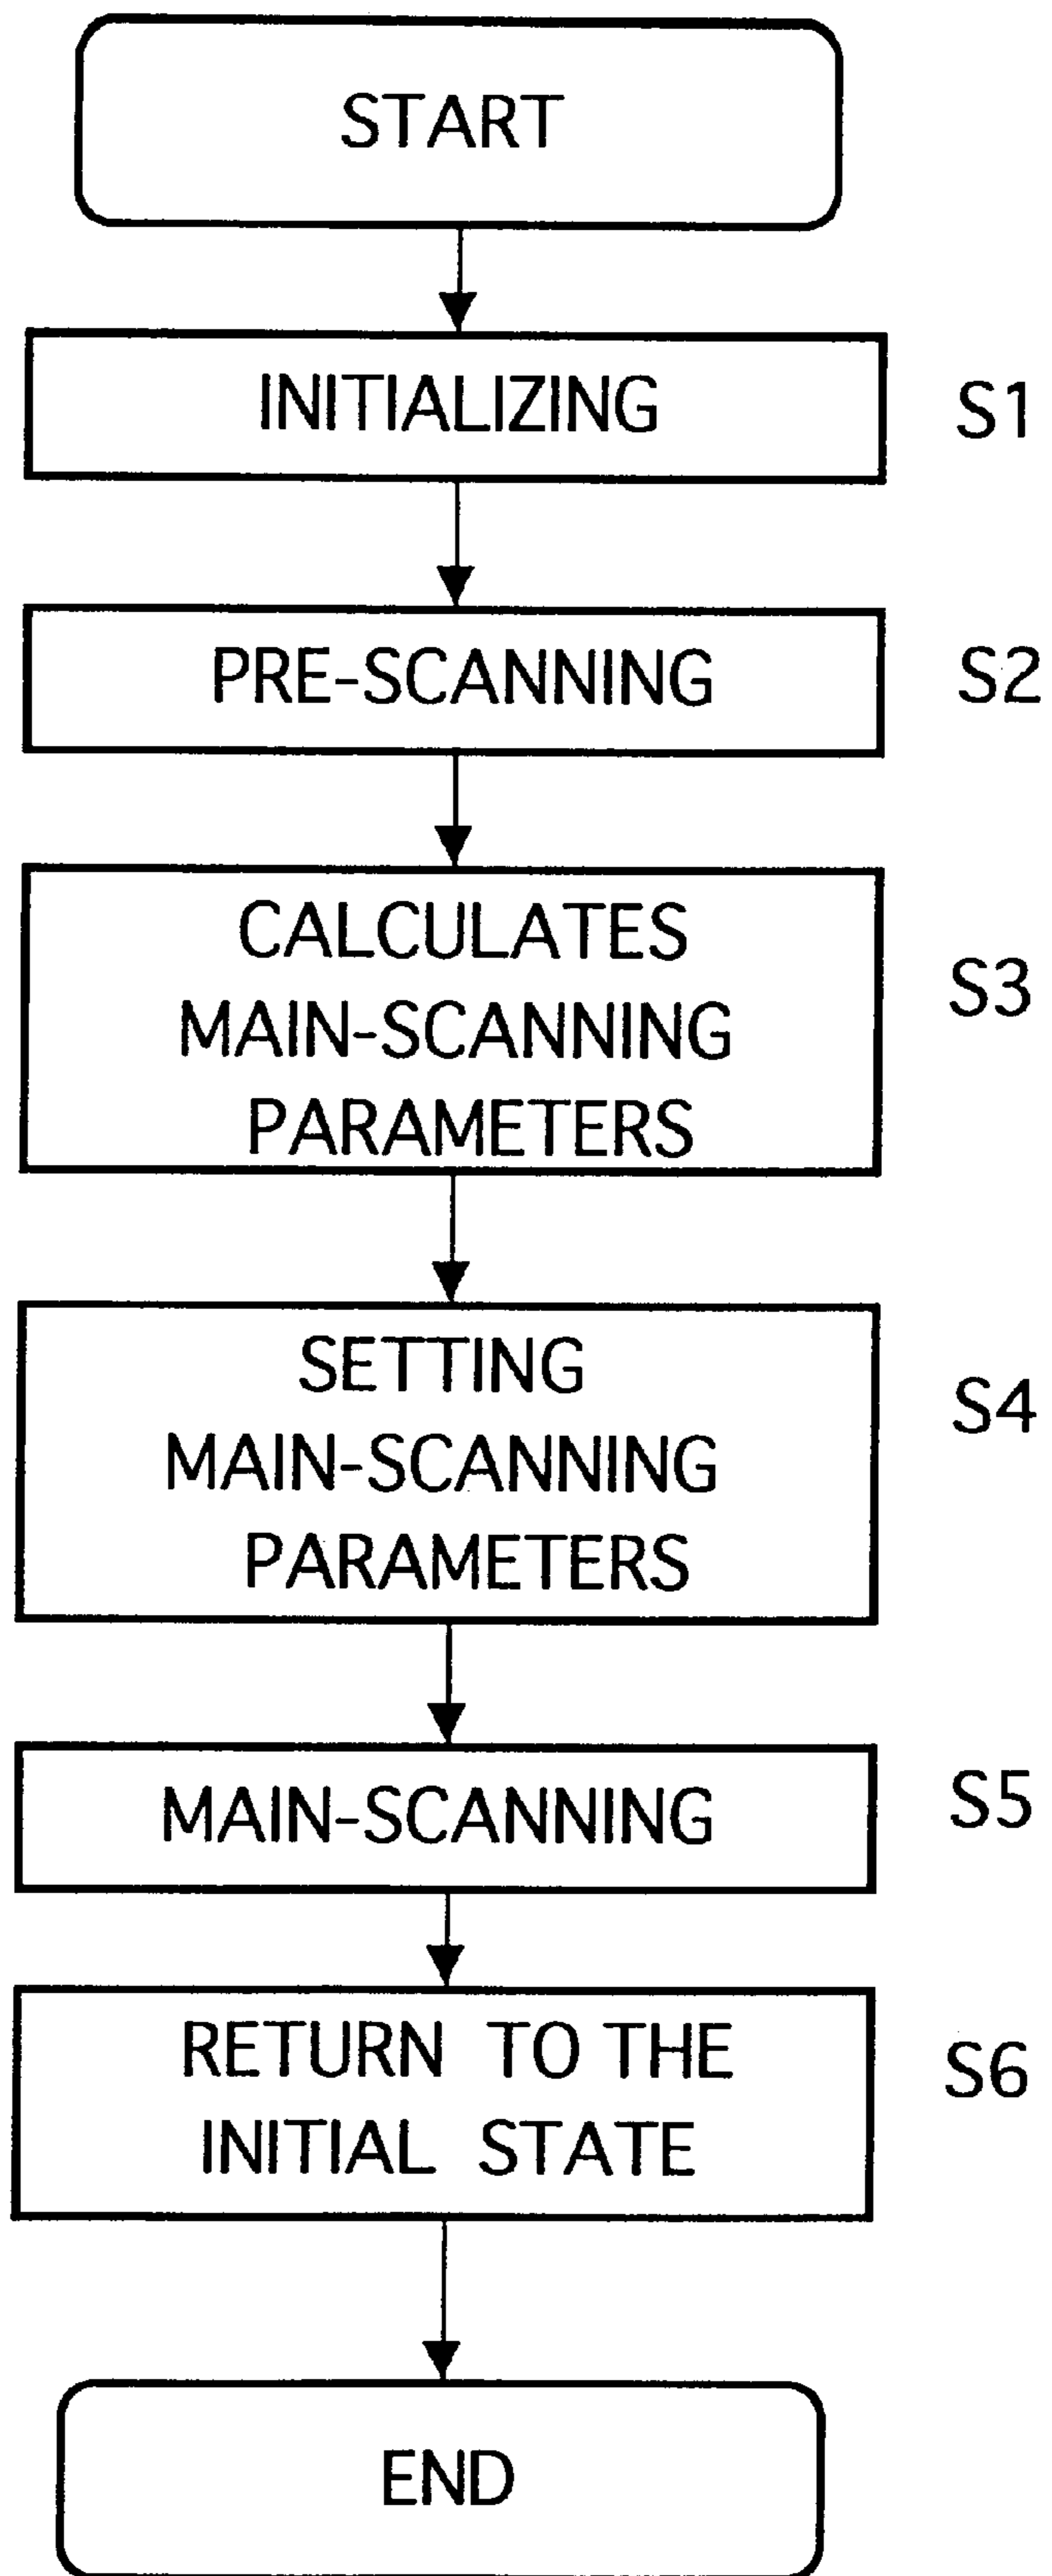 START
INITIALIZING
S1
PRE-SCANNING
S2
CALCULATES
MAIN-SCANNING
PARAMETERS
S3
SETTING
MAIN-SCANNING
PARAMETERS
S4
MAIN-SCANNING
S5
RETURN TO THE
INITIAL STATE
S6
END